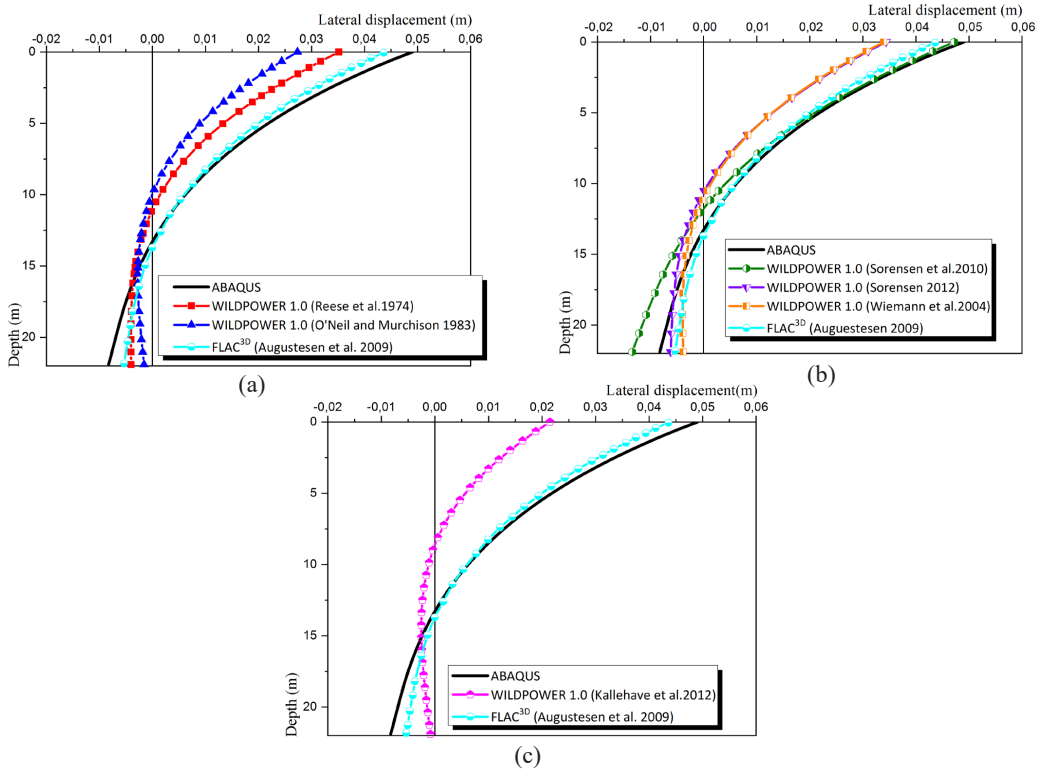 Lateral displacement (m)
-0,02 -0,01 0,00 0,01 0,02 0,03 0,04 0,05 0,06
0
5
10
15
20
Depth (m)
ABAQUS
WILDPOWER 1.0 (Reese et al.1974)
WILDPOWER 1.0 (O'Neil and Murchison 1983)
FLAC3D (Augustesen et al. 2009)
(a)
Lateral displacement (m)
-0,02 -0,01 0,00 0,01 0,02 0,03 0,04 0,05 0,06
0
5
10
15
20
Depth (m)
ABAQUS
WILDPOWER 1.0 (Sorensen et al.2010)
WILDPOWER 1.0 (Sorensen 2012)
WILDPOWER 1.0 (Wiemann et al.2004)
FLAC3D (Auguestesen 2009)
(b)
Lateral displacement(m)
-0,02 -0,01 0,00 0,01 0,02 0,03 0,04 0,05 0,06
0
5
10
15
20
Depth (m)
ABAQUS
WILDPOWER 1.0 (Kallehave et al.2012)
FLAC3D (Augustesen et al. 2009)
(c)